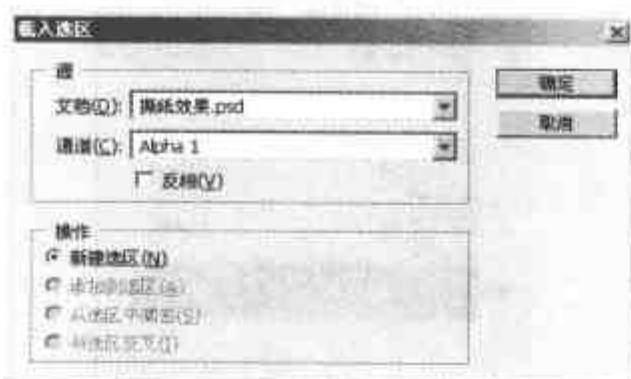 载入选区
源
文档(D): 撕纸效果.psd
通道(C): Alpha 1
反相(V)
确定
取消
操作
新建选区(N)
添加到选区(A)
从选区中减去(S)
与选区交叉(I)